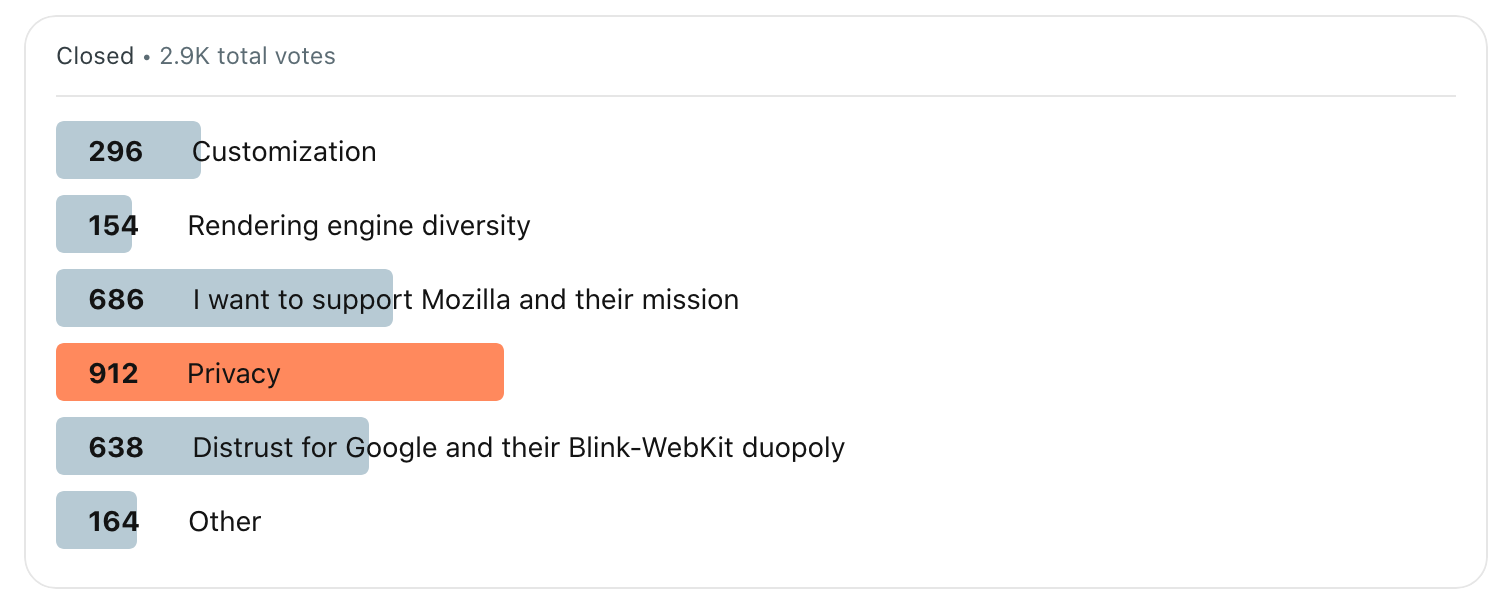 Closed • 2.9K total votes
296 Customization
154 Rendering engine diversity
686 I want to support Mozilla and their mission
912 Privacy
638 Distrust for Google and their Blink-WebKit duopoly
164 Other